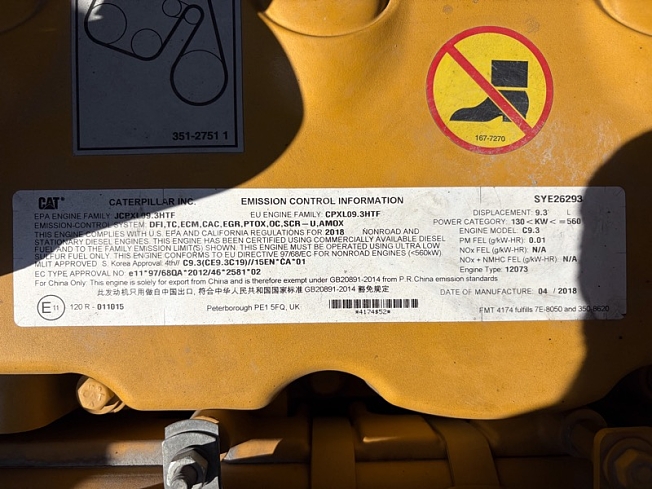 351-2751 1
167-7270
CAT CATERPILLAR INC. EMISSION CONTROL INFORMATION SYE26293
EPA ENGINE FAMILY: JCPXL09.3HTF EU ENGINE FAMILY: CPXL09.3HTF DISPLACEMENT: 9.3 L
EMISSION-CONTROL SYSTEM: DFI,TC,ECM,CAC,EGR,PTOX,OC,SCR-U,AMOX POWER CATEGORY: 130<KW<=560
THIS ENGINE COMPLIES WITH U.S EPA AND CALIFORNIA REGULATIONS FOR 2018 NONROAD AND ENGINE TYPE: C9.3
STATIONARY DIESEL ENGINES. THIS ENGINE HAS BEEN CERTIFIED USING COMMERCIALLY AVAILABLE DIESEL PM FEL (g/kW-HR): 0.01
FUEL AND TO THE FAMILY EMISSION LIMIT(S) SHOWN. THIS ENGINE MUST BE OPERATED USING ULTRA LOW NOx FEL (g/kW-HR): N/A
SULFUR FUEL ONLY. THIS ENGINE CONFORMS TO EU DIRECTIVE 97/68/EC FOR NONROAD ENGINES (<560kW) NOx + NMHC FEL (g/kW-HR): N/A
MLIT APPROVED S. Korea Approval: C9.3(CE9.3C19)//15EN*CA*01 Engine Type: 12073
EC TYPE APPROVAL NO e11*97/68QA*2012/46*2581*02
For China Only: This engine is solely for export from China and is therefore exempt under GB20891-2014 from P.R.China emission standards.
此发动机只用做自中国出口, 将会中华人民共和国国家标准 GB20891-2014 豁免规定 DATE OF MANUFACTURE: 04 / 2018
E11 120 R - 011015 Peterborough PE1 5FQ, UK *4174$52* EMT 4174 fulfills 7E-8050 and 350-8620